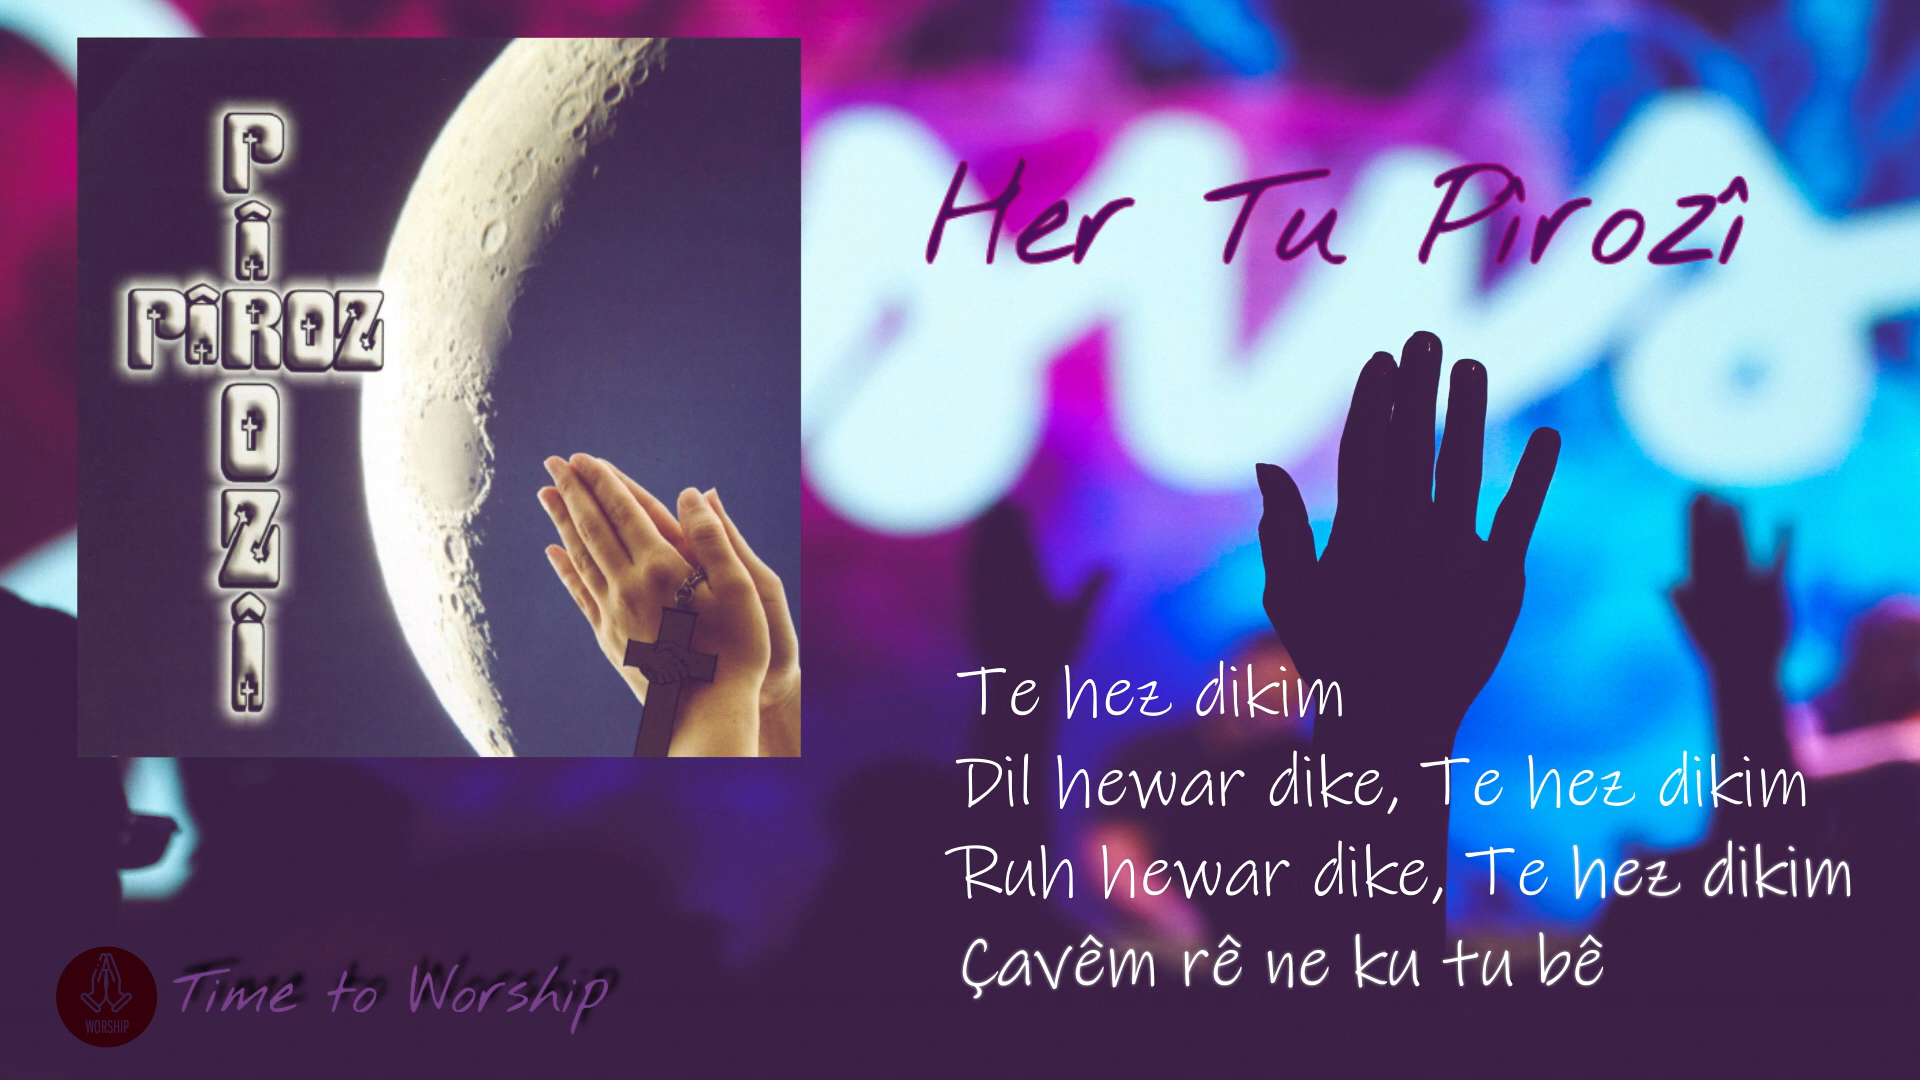 PÎROZÎ
PÎROZ
Her Tu Pîrozî
Te hez dikim
Dil hewar dike, Te hez dikim
Ruh hewar dike, Te hez dikim
Çavêm rê ne ku tu bê
WORSHIP
Time to Worship